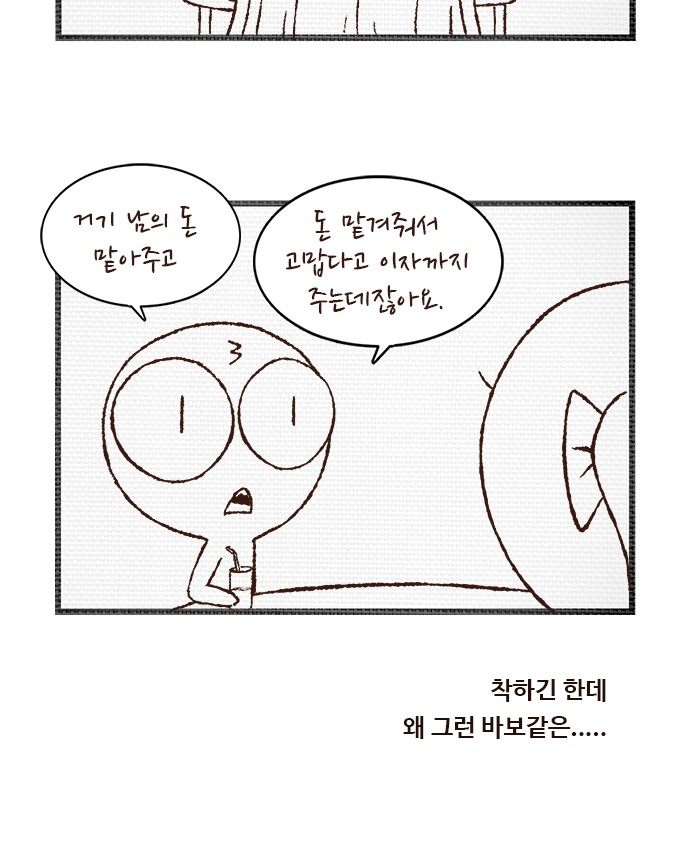 거기 남의 돈
맡아주고
돈 맡겨줘서
고맙다고 이자까지
주는데잖아요.
3
착하긴 한데
왜 그런 바보같은.....